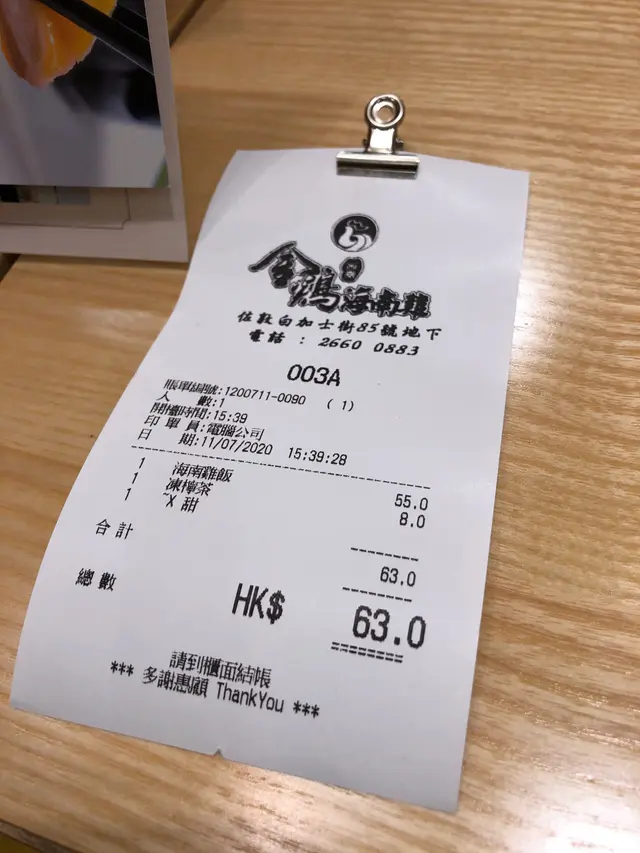 金鷄海南雞
佐敦白加士街85號地下
電話 : 2660 0883
003A
賬單編號:1200711-0090 (1)
人 數:1
開檯時間:15:39
印單員:電腦公司
日 期:11/07/2020 15:39:28
1 海南雞飯 55.0
1 凍檸茶 8.0
1 ~X 甜
合計 63.0
總數 HK$ 63.0
請到櫃面結帳
*** 多謝惠顧 ThankYou ***